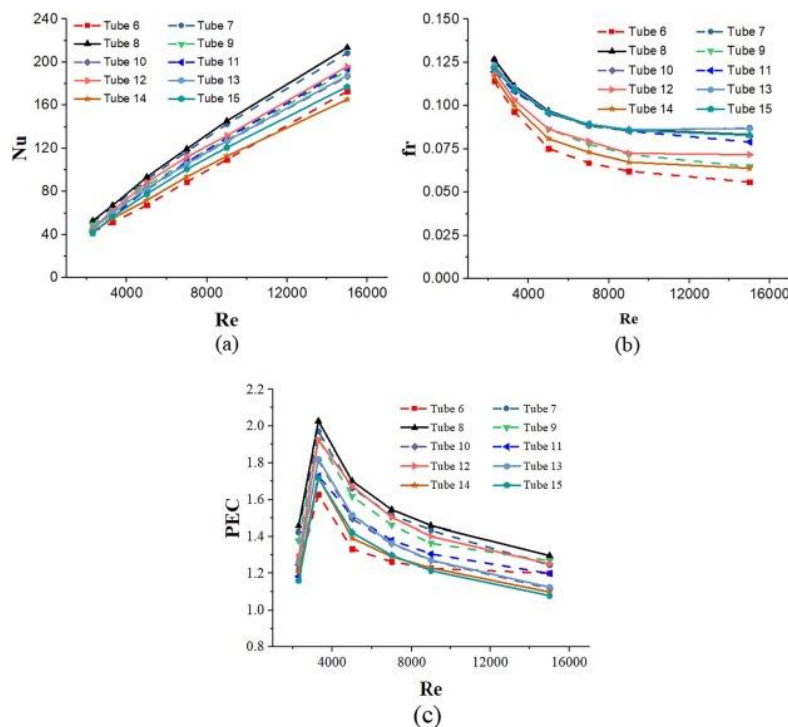 240
200
160
120
80
40
0
Nu
Tube 6
Tube 7
Tube 8
Tube 9
Tube 10
Tube 11
Tube 12
Tube 13
Tube 14
Tube 15
4000 8000 12000 16000
Re
(a)
0.150
0.125
0.100
0.075
0.050
0.025
0.000
fr
Tube 6
Tube 7
Tube 8
Tube 9
Tube 10
Tube 11
Tube 12
Tube 13
Tube 14
Tube 15
4000 8000 12000 16000
Re
(b)
2.2
2.0
1.8
1.6
1.4
1.2
1.0
0.8
PEC
Tube 6
Tube 7
Tube 8
Tube 9
Tube 10
Tube 11
Tube 12
Tube 13
Tube 14
Tube 15
4000 8000 12000 16000
Re
(c)